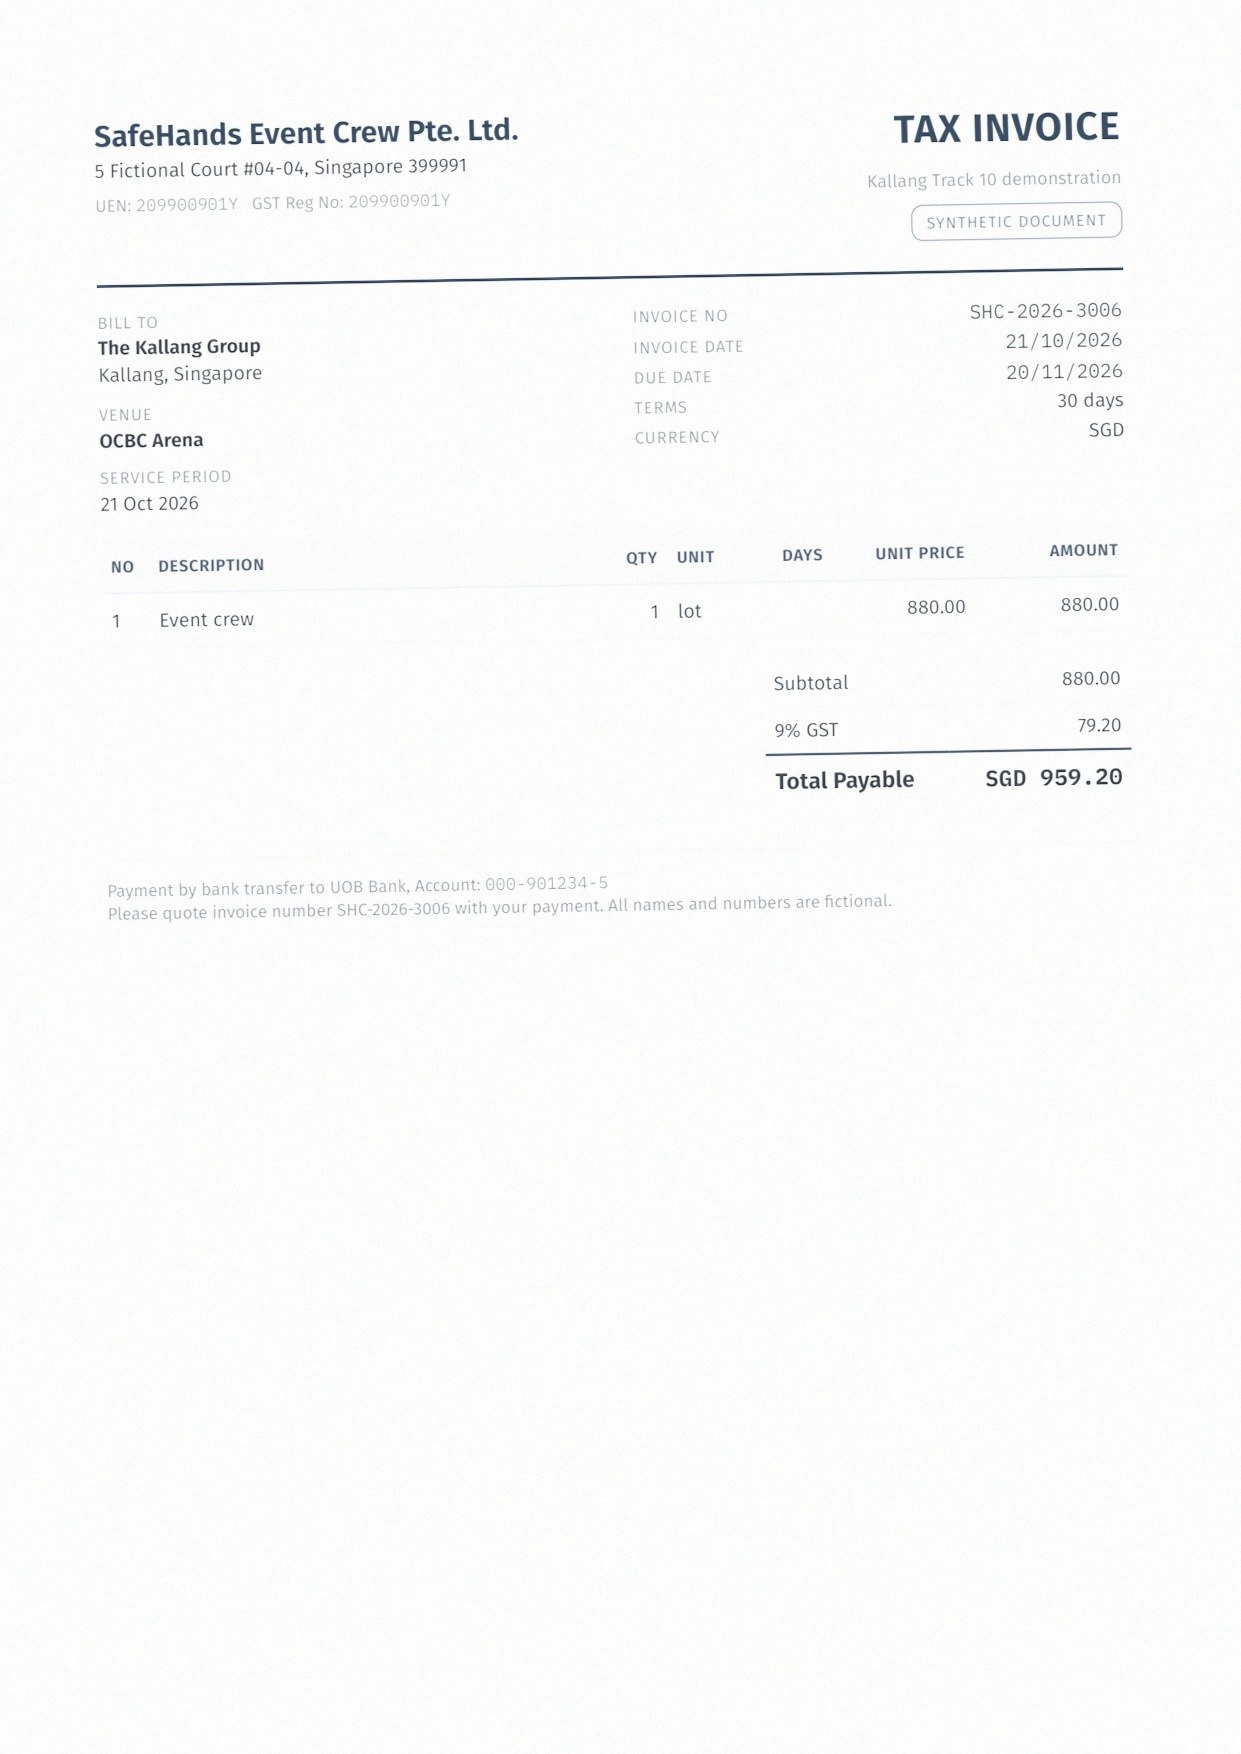 SafeHands Event Crew Pte. Ltd.
5 Fictional Court #04-04, Singapore 399991
UEN: 209900901Y GST Reg No: 209900901Y
TAX INVOICE
Kallang Track 10 demonstration
SYNTHETIC DOCUMENT
BILL TO
The Kallang Group
Kallang, Singapore
VENUE
OCBC Arena
SERVICE PERIOD
21 Oct 2026
INVOICE NO SHC-2026-3006
INVOICE DATE 21/10/2026
DUE DATE 20/11/2026
TERMS 30 days
CURRENCY SGD
NO DESCRIPTION QTY UNIT DAYS UNIT PRICE AMOUNT
1 Event crew 1 lot 880.00 880.00
Subtotal 880.00
9% GST 79.20
Total Payable SGD 959.20
Payment by bank transfer to UOB Bank, Account: 000-901234-5
Please quote invoice number SHC-2026-3006 with your payment. All names and numbers are fictional.